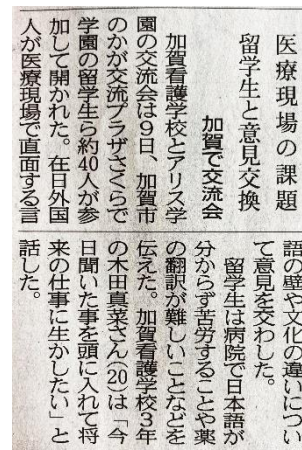 医療現場の課題
留学生と意見交換
加賀で交流会
加賀看護学校とアリス学
園の交流会は9日、加賀市
のかが交流プラザさくらで
学園の留学生ら約40人が参
加して開かれた。在日外国
人が医療現場で直面する言
語の壁や文化の違いについ
て意見を交わした。
留学生は病院で日本語が
分からず苦労することや薬
の翻訳が難しいことなどを
伝えた。加賀看護学校3年
の木田真菜さん(20)は「今
日聞いた事を頭に入れて将
来の仕事に生かしたい」と
話した。